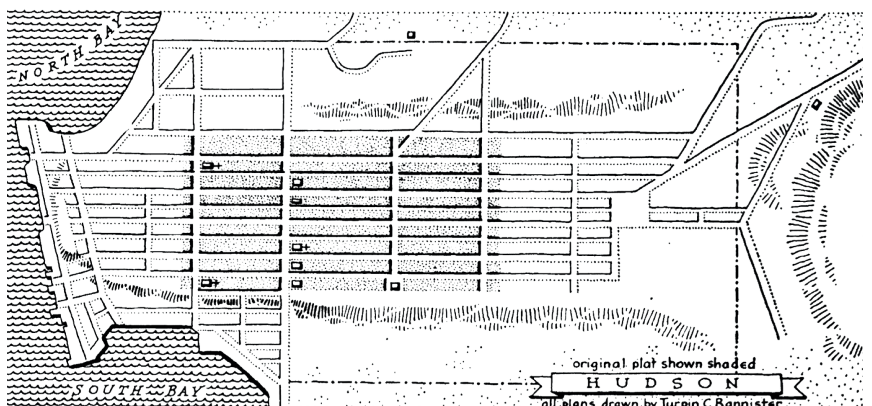 NORTH BAY
original plat shown shaded
HUDSON
SOUTH BAY
all plans drawn by Turpin C. Bannister